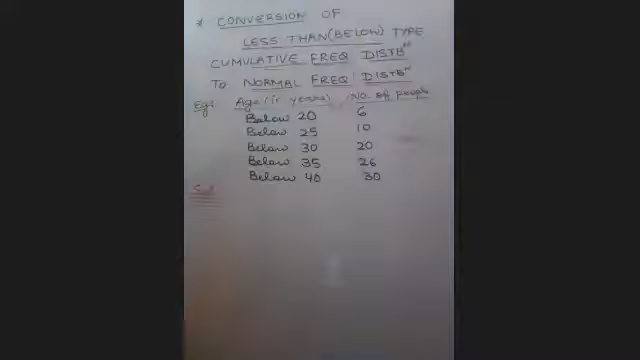 * CONVERSION OF
LESS THAN (BELOW) TYPE
CUMULATIVE FREQ DISTBⁿ
TO NORMAL FREQ DISTBⁿ
Eg: Age (in years) No. of people
Below 20 6
Below 25 10
Below 30 20
Below 35 26
Below 40 30
Sol